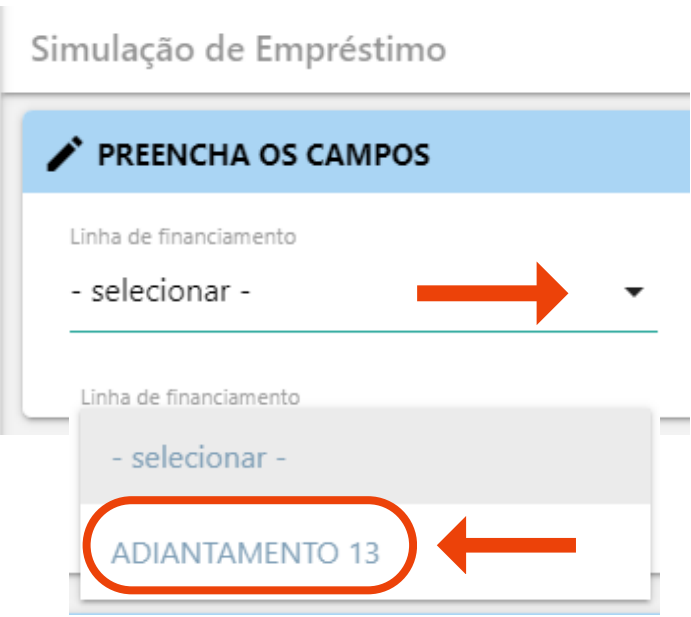 Simulação de Empréstimo
PREENCHA OS CAMPOS
Linha de financiamento
- selecionar -
Linha de financiamento
- selecionar -
ADIANTAMENTO 13